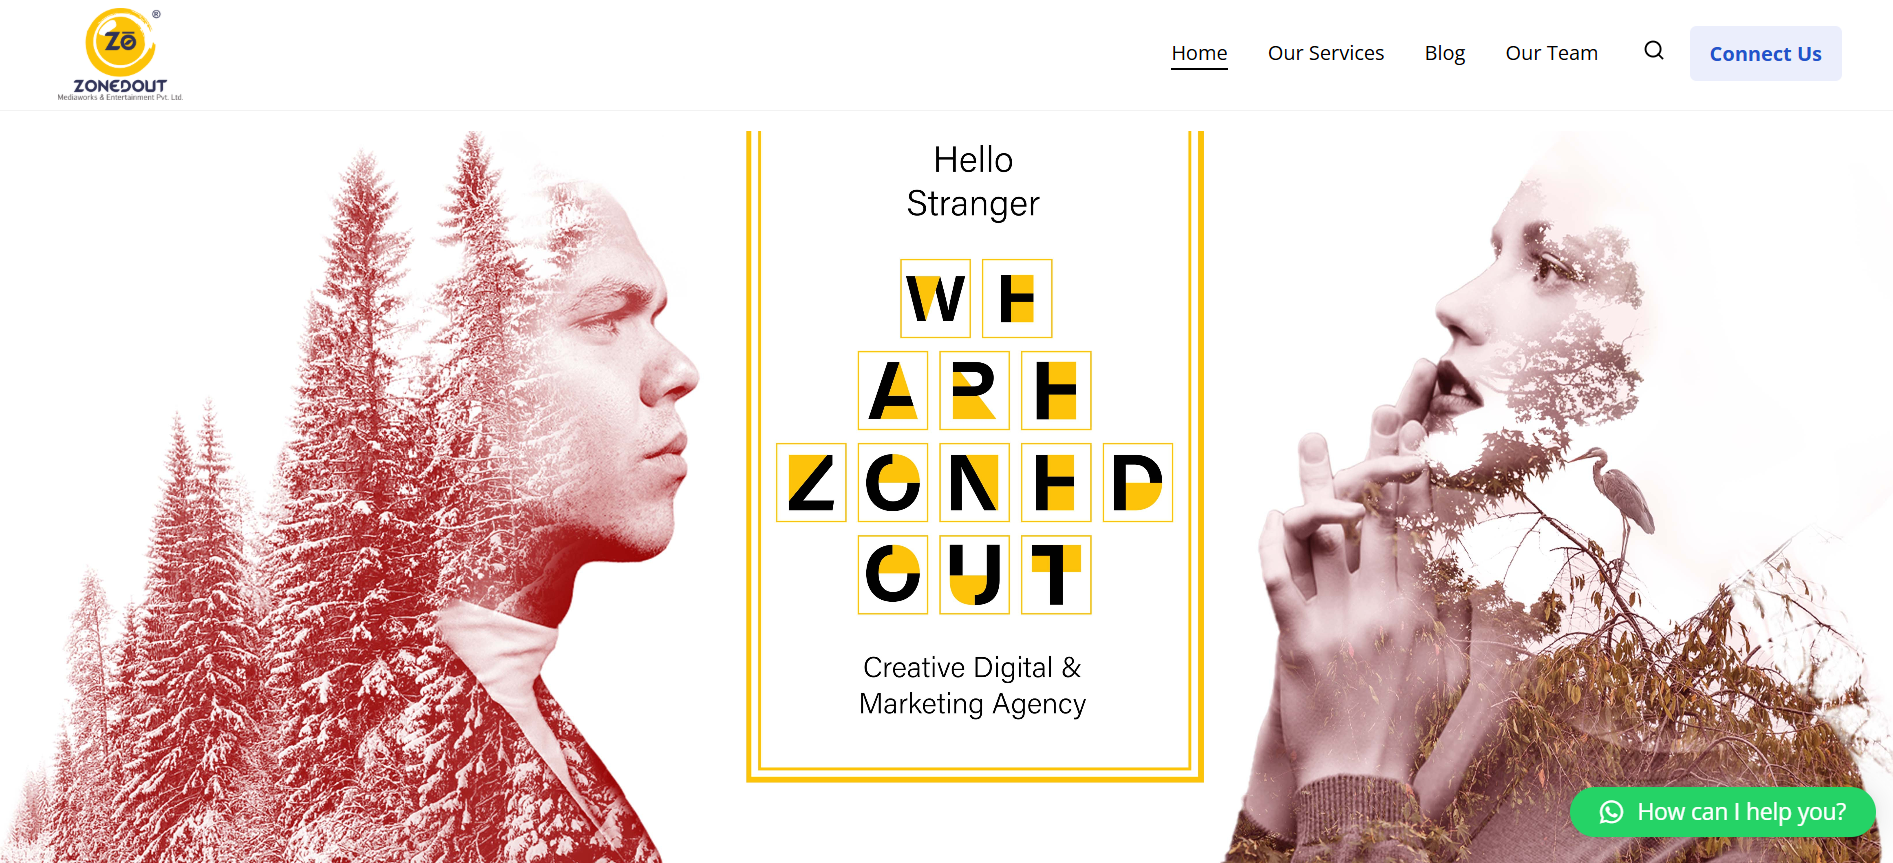 Zō
®
ZONEDOUT
Mediaworks & Entertainment Pvt. Ltd.
Home Our Services Blog Our Team Connect Us
Hello
Stranger
WE
ARE
ZONED
OUT
Creative Digital &
Marketing Agency
How can I help you?